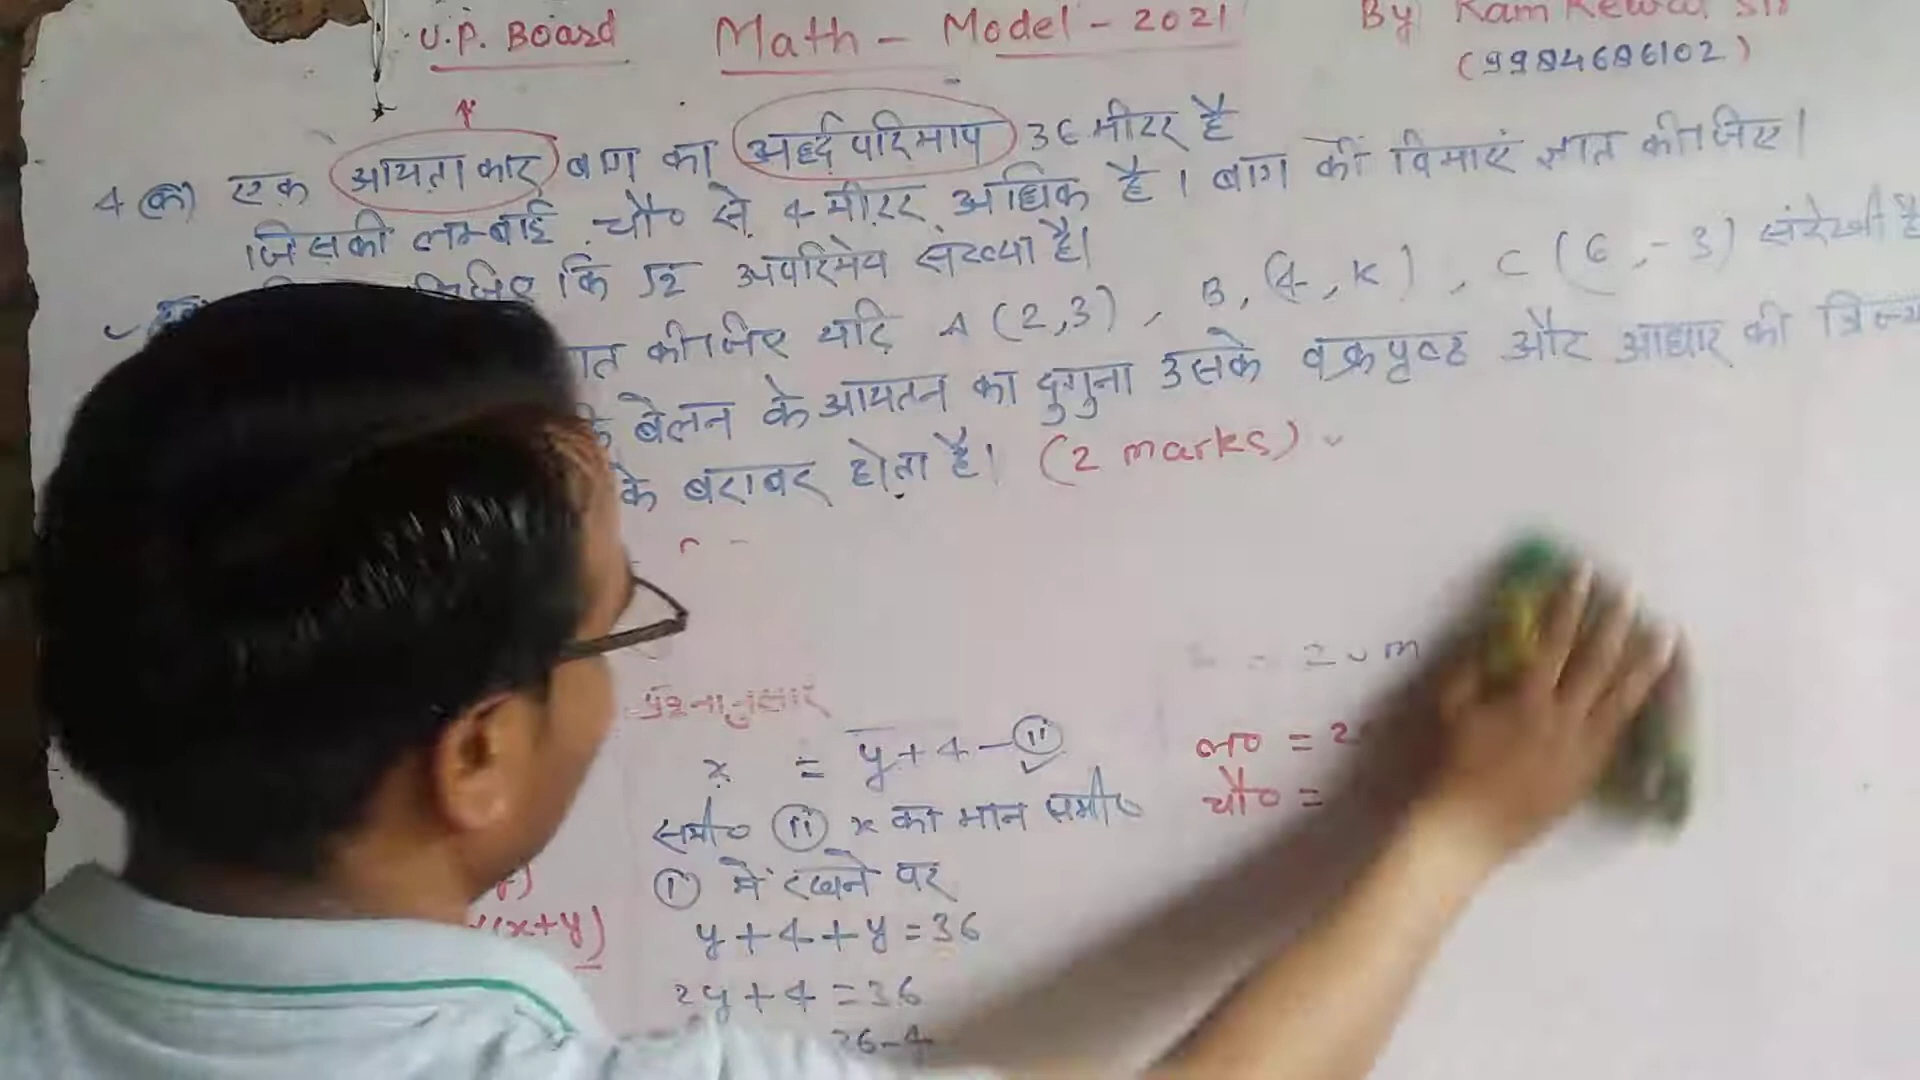 U.P. Board Math - Model - 2021 By Ram
(9984686102)
4 (क) एक आयताकार बाग का अर्द्धपरिमाप 36 मीटर है
जिसकी लम्बाई चौ० से 4 मीटर अधिक है। बाग की विमाएं ज्ञात कीजिए।
कि √2 अपरिमेय संख्या है।
कीजिए यदि A (2,3), B, (4, K), C (6,-3) संरेखी है
बेलन के आयतन का दुगुना उसके वक्रपृष्ठ और आधार की
के बराबर होता है। (2 marks)
प्रश्नानुसार
x = y+4 - (ii)
समी० (ii) x का मान समी०
(i) में रखने पर
y+4+y=36
2y+4=36
36-4
(x+y)
20 m
ल० = 2
चौ० =